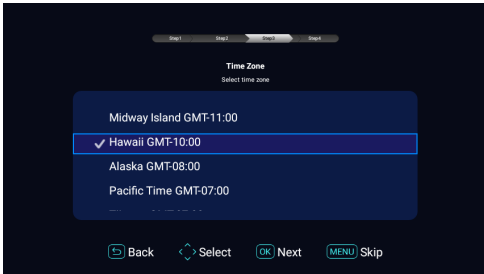 Step1 Step2 Step3 Step4
Time Zone
Select time zone
Midway Island GMT-11:00
Hawaii GMT-10:00
Alaska GMT-08:00
Pacific Time GMT-07:00
Back Select OK Next MENU Skip